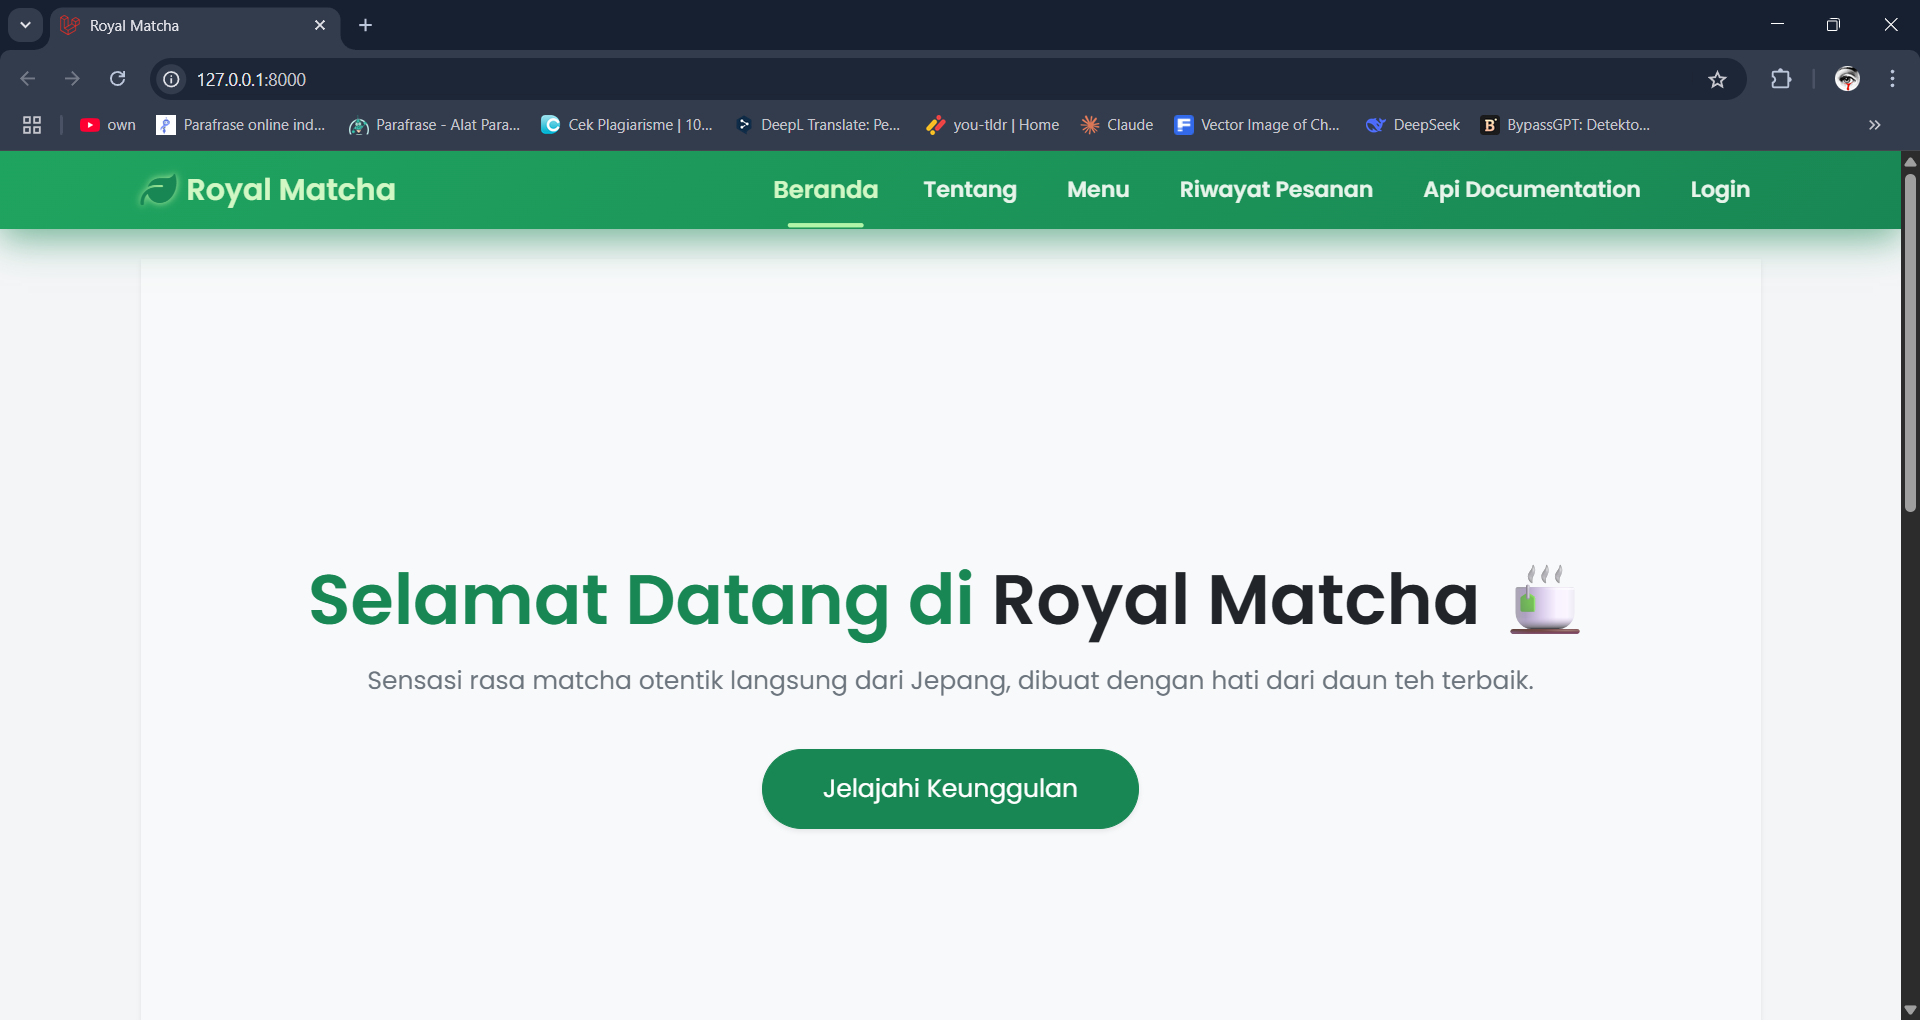 Royal Matcha
127.0.0.1:8000
own
Parafrase online ind...
Parafrase - Alat Para...
Cek Plagiarisme | 10...
DeepL Translate: Pe...
you-tldr | Home
Claude
Vector Image of Ch...
DeepSeek
BypassGPT: Detekto...
Royal Matcha
Beranda
Tentang
Menu
Riwayat Pesanan
Api Documentation
Login
Selamat Datang di Royal Matcha
Sensasi rasa matcha otentik langsung dari Jepang, dibuat dengan hati dari daun teh terbaik.
Jelajahi Keunggulan